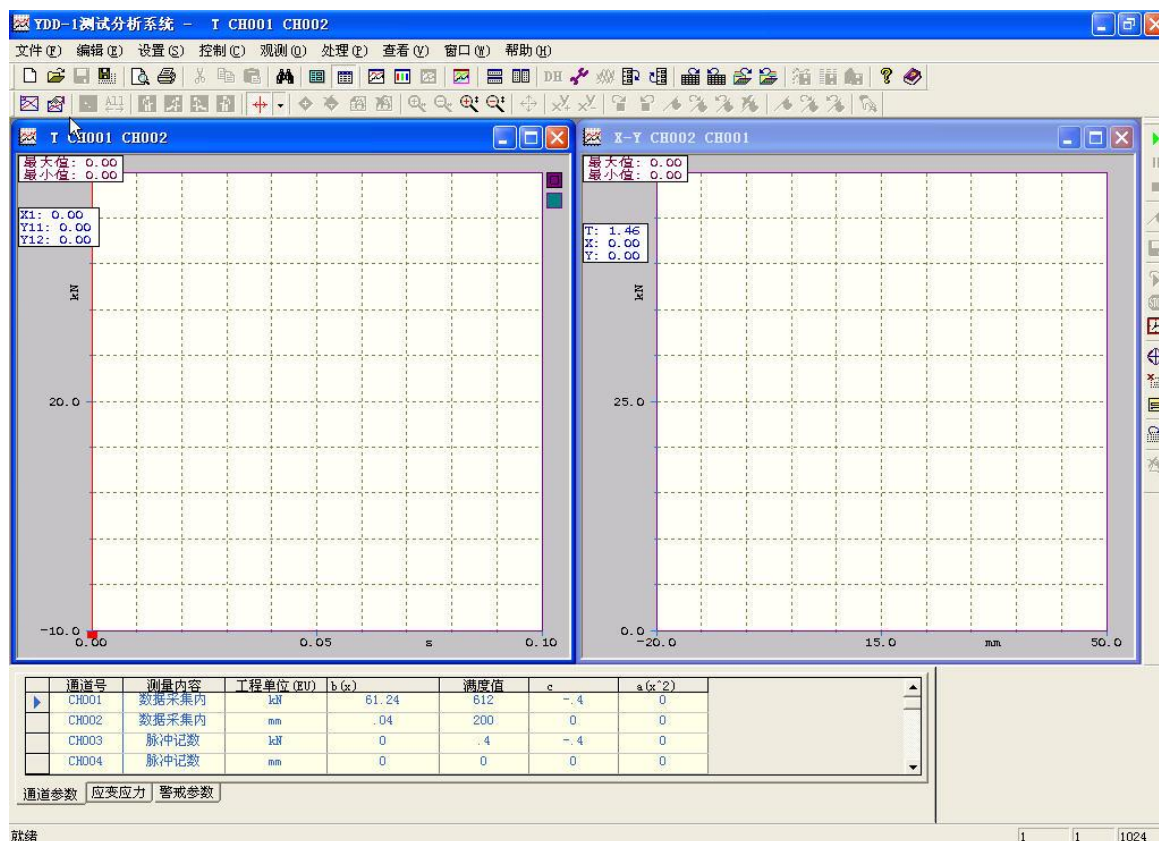 YDD-1测试分析系统 - T CH001 CH002
文件(F) 编辑(E) 设置(S) 控制(C) 观测(O) 处理(P) 查看(V) 窗口(W) 帮助(H)
DH
ALL
T CH001 CH002
最大值: 0.00
最小值: 0.00
X1: 0.00
Y11: 0.00
Y12: 0.00
kN
20.0
-10.0
0.00 0.05 s 0.10
X-Y CH002 CH001
最大值: 0.00
最小值: 0.00
T: 1.46
X: 0.00
Y: 0.00
kN
25.0
0.0
-20.0 15.0 mm 50.0
通道号 测量内容 工程单位(EU) b(x) 满度值 c a(x^2)
CH001 数据采集内 kN 61.24 612 -.4 0
CH002 数据采集内 mm .04 200 0 0
CH003 脉冲记数 kN 0 .4 -.4 0
CH004 脉冲记数 mm 0 0 0 0
通道参数 应变应力 警戒参数
就绪 1 1 1024